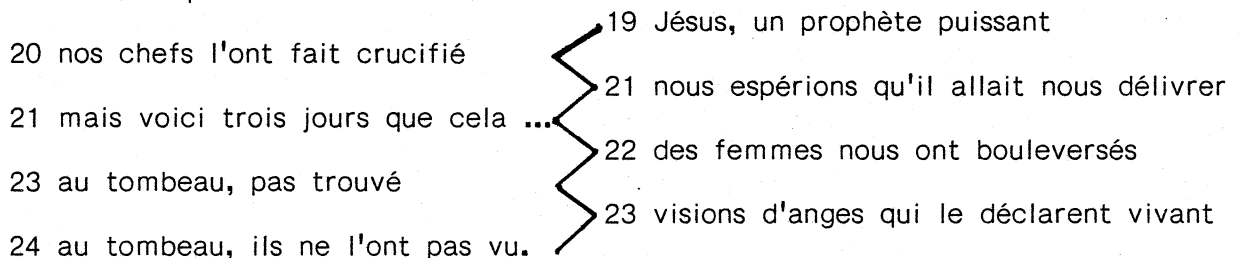 19 Jésus, un prophète puissant
20 nos chefs l'ont fait crucifié
21 nous espérions qu'il allait nous délivrer
21 mais voici trois jours que cela ...
22 des femmes nous ont bouleversés
23 au tombeau, pas trouvé
23 visions d'anges qui le déclarent vivant
24 au tombeau, ils ne l'ont pas vu.